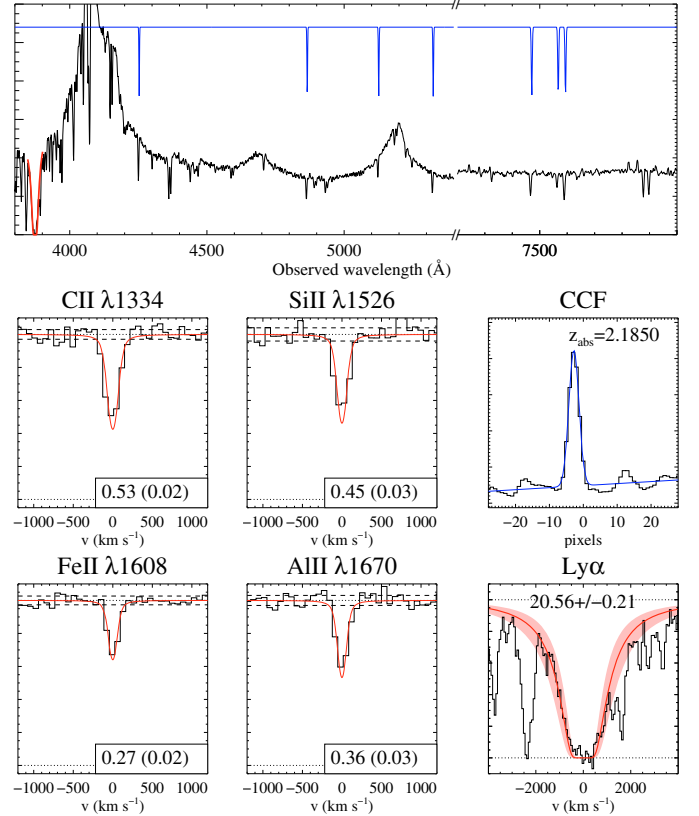 4000 4500 5000 7500
Observed wavelength (Å)
CII λ1334 SiII λ1526 CCF
z_abs=2.1850
0.53 (0.02) 0.45 (0.03)
-1000 -500 0 500 1000 -1000 -500 0 500 1000 -20 -10 0 10 20
v (km s⁻¹) v (km s⁻¹) pixels
FeII λ1608 AlII λ1670 Lyα
20.56+/-0.21
0.27 (0.02) 0.36 (0.03)
-1000 -500 0 500 1000 -1000 -500 0 500 1000 -2000 0 2000
v (km s⁻¹) v (km s⁻¹) v (km s⁻¹)